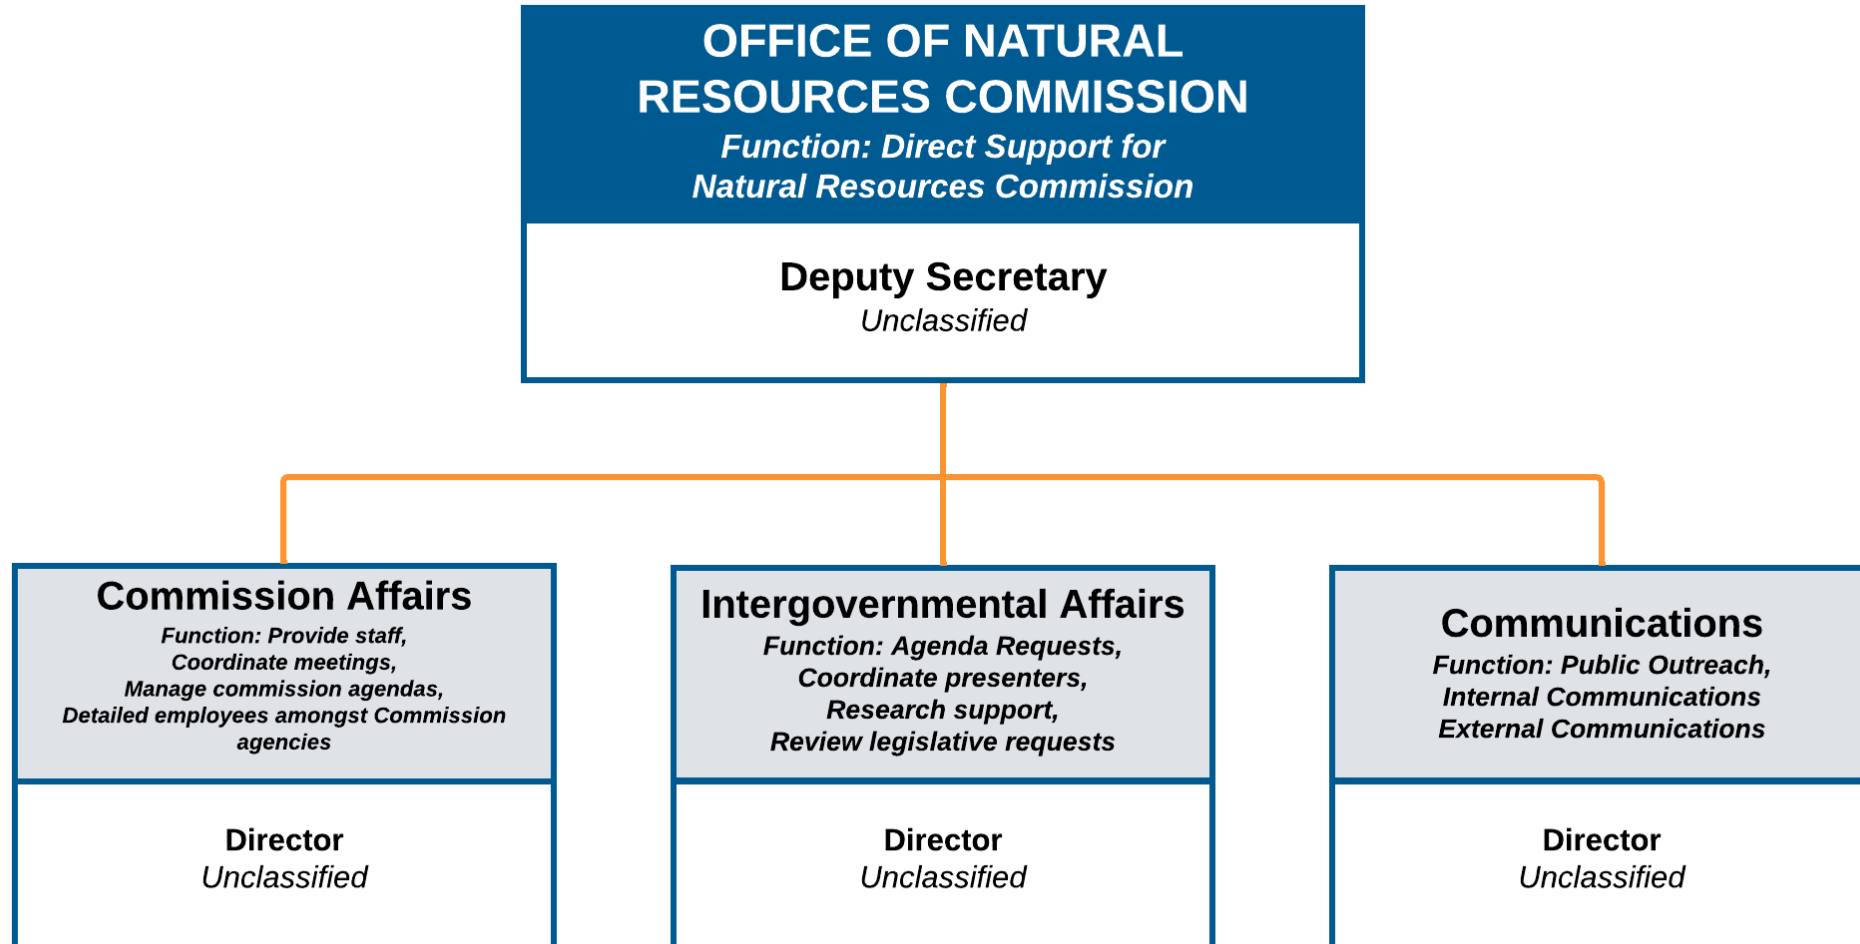 OFFICE OF NATURAL
RESOURCES COMMISSION
Function: Direct Support for
Natural Resources Commission
Deputy Secretary
Unclassified
Commission Affairs
Function: Provide staff,
Coordinate meetings,
Manage commission agendas,
Detailed employees amongst Commission
agencies
Director
Unclassified
Intergovernmental Affairs
Function: Agenda Requests,
Coordinate presenters,
Research support,
Review legislative requests
Director
Unclassified
Communications
Function: Public Outreach,
Internal Communications
External Communications
Director
Unclassified